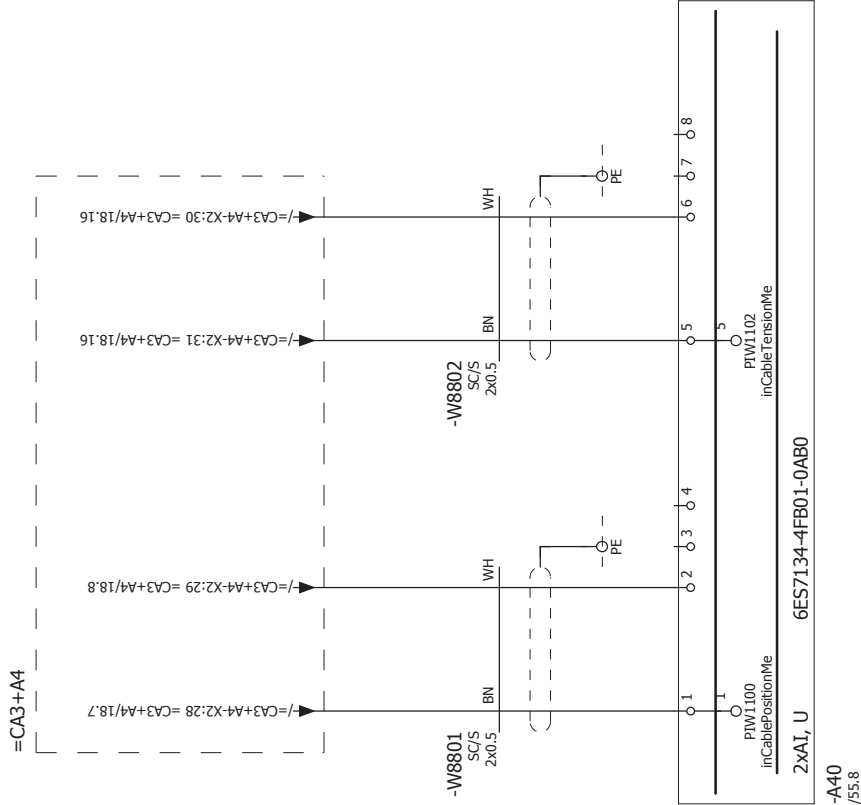 =CA3+A4
=/=CA3+A4-X2:28 =CA3+A4/18.7
=/=CA3+A4-X2:29 =CA3+A4/18.8
=/=CA3+A4-X2:31 =CA3+A4/18.16
=/=CA3+A4-X2:30 =CA3+A4/18.16
-W8801
SC/S
2x0.5
BN
WH
-W8802
SC/S
2x0.5
BN
WH
PE
PE
1
2
3
4
5
6
7
8
1
5
PIW1100
inCablePositionMe
PIW1102
inCableTensionMe
2xAI, U
6ES7134-4FB01-0AB0
-A40
/55.8